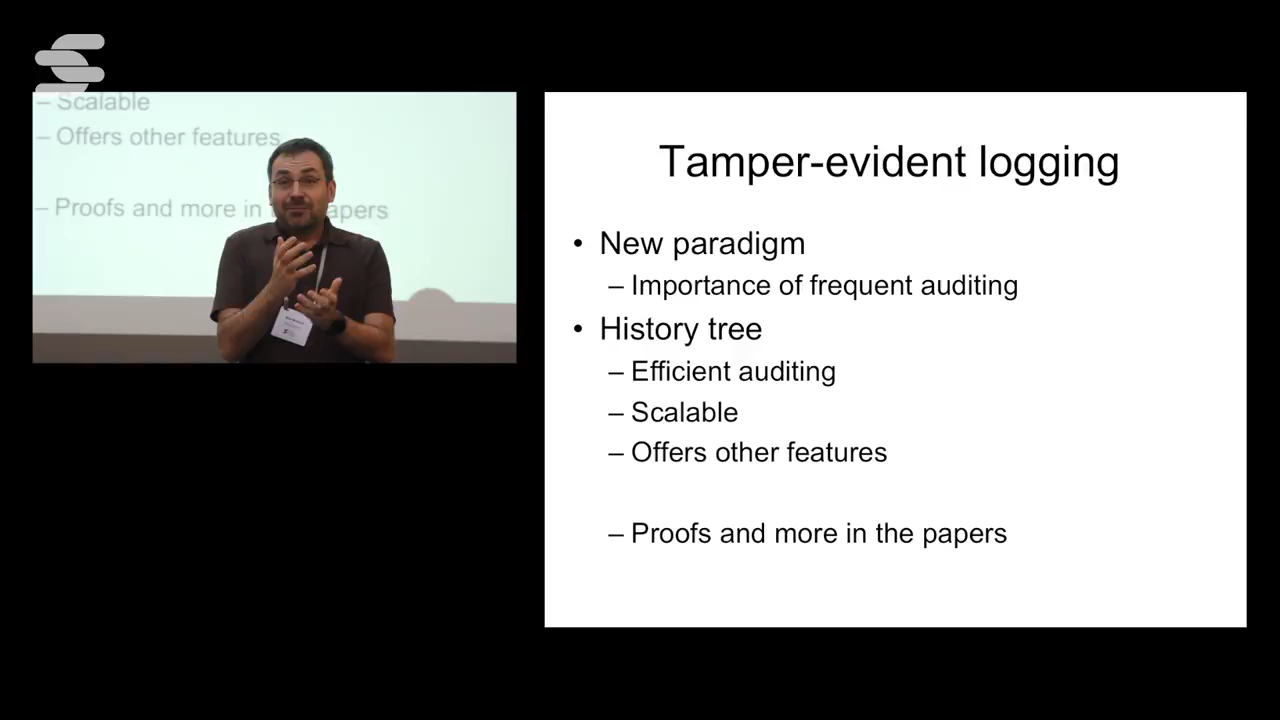 – Scalable
– Offers other features
– Proofs and more in papers
Tamper-evident logging
• New paradigm
– Importance of frequent auditing
• History tree
– Efficient auditing
– Scalable
– Offers other features
– Proofs and more in the papers